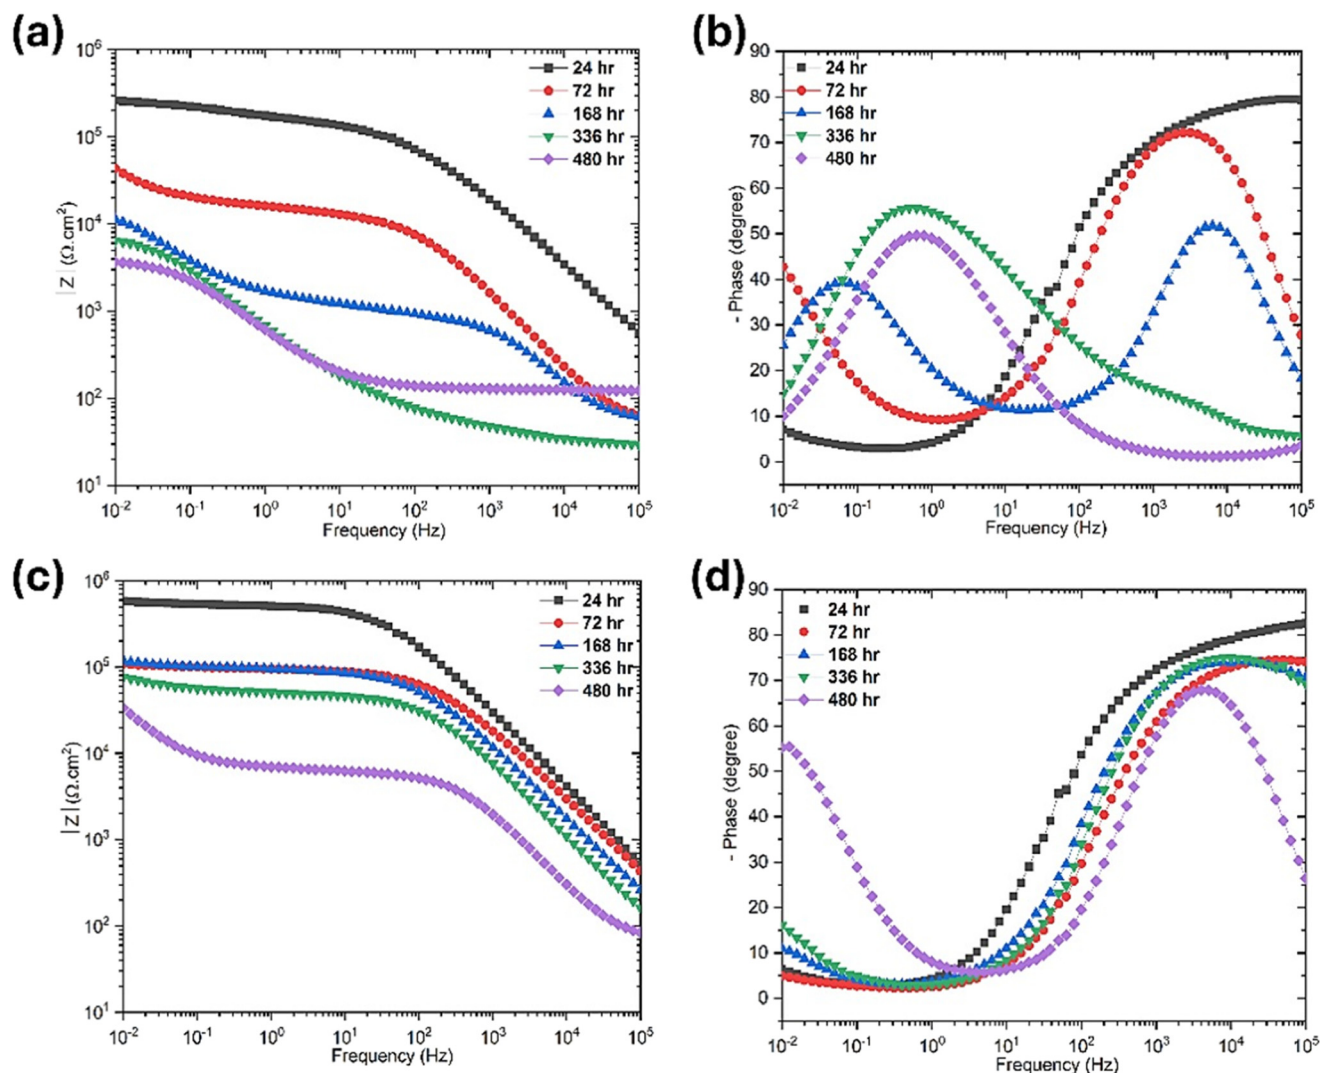 (a)
10^6
10^5
10^4
10^3
10^2
10^1
|Z| (Ω.cm^2)
24 hr
72 hr
168 hr
336 hr
480 hr
10^-2 10^-1 10^0 10^1 10^2 10^3 10^4 10^5
Frequency (Hz)
(b)
90
80
70
60
50
40
30
20
10
0
- Phase (degree)
24 hr
72 hr
168 hr
336 hr
480 hr
10^-2 10^-1 10^0 10^1 10^2 10^3 10^4 10^5
Frequency (Hz)
(c)
10^6
10^5
10^4
10^3
10^2
10^1
|Z| (Ω.cm^2)
24 hr
72 hr
168 hr
336 hr
480 hr
10^-2 10^-1 10^0 10^1 10^2 10^3 10^4 10^5
Frequency (Hz)
(d)
90
80
70
60
50
40
30
20
10
0
- Phase (degree)
24 hr
72 hr
168 hr
336 hr
480 hr
10^-2 10^-1 10^0 10^1 10^2 10^3 10^4 10^5
Frequency (Hz)